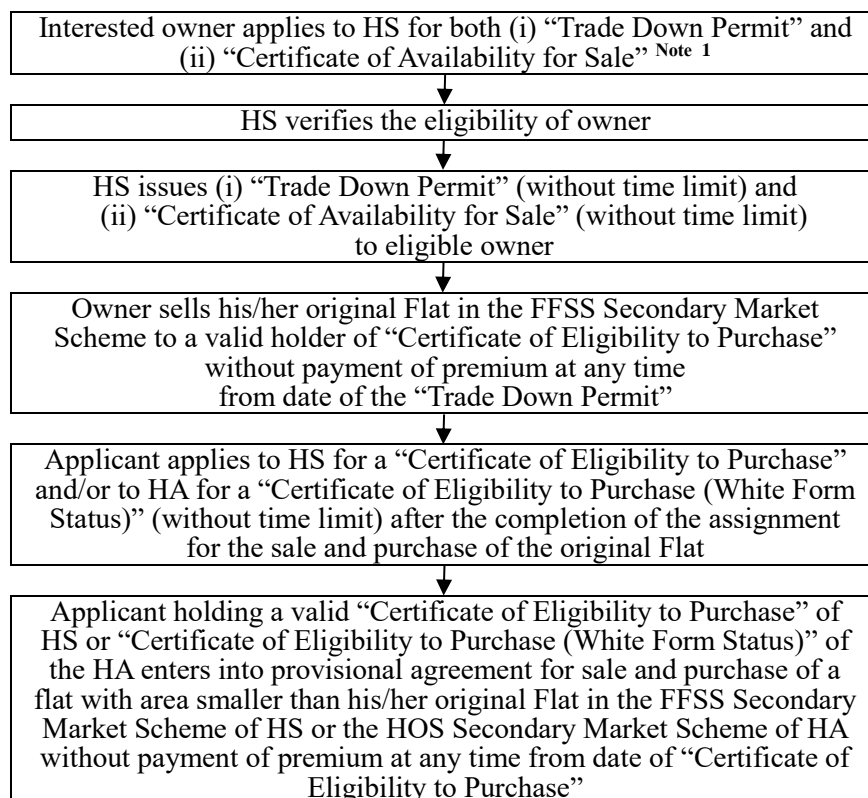 Interested owner applies to HS for both (i) “Trade Down Permit” and
(ii) “Certificate of Availability for Sale” Note 1
HS verifies the eligibility of owner
HS issues (i) “Trade Down Permit” (without time limit) and
(ii) “Certificate of Availability for Sale” (without time limit)
to eligible owner
Owner sells his/her original Flat in the FFSS Secondary Market
Scheme to a valid holder of “Certificate of Eligibility to Purchase”
without payment of premium at any time
from date of the “Trade Down Permit”
Applicant applies to HS for a “Certificate of Eligibility to Purchase”
and/or to HA for a “Certificate of Eligibility to Purchase (White Form
Status)” (without time limit) after the completion of the assignment
for the sale and purchase of the original Flat
Applicant holding a valid “Certificate of Eligibility to Purchase” of
HS or “Certificate of Eligibility to Purchase (White Form Status)” of
the HA enters into provisional agreement for sale and purchase of a
flat with area smaller than his/her original Flat in the FFSS Secondary
Market Scheme of HS or the HOS Secondary Market Scheme of HA
without payment of premium at any time from date of “Certificate of
Eligibility to Purchase”